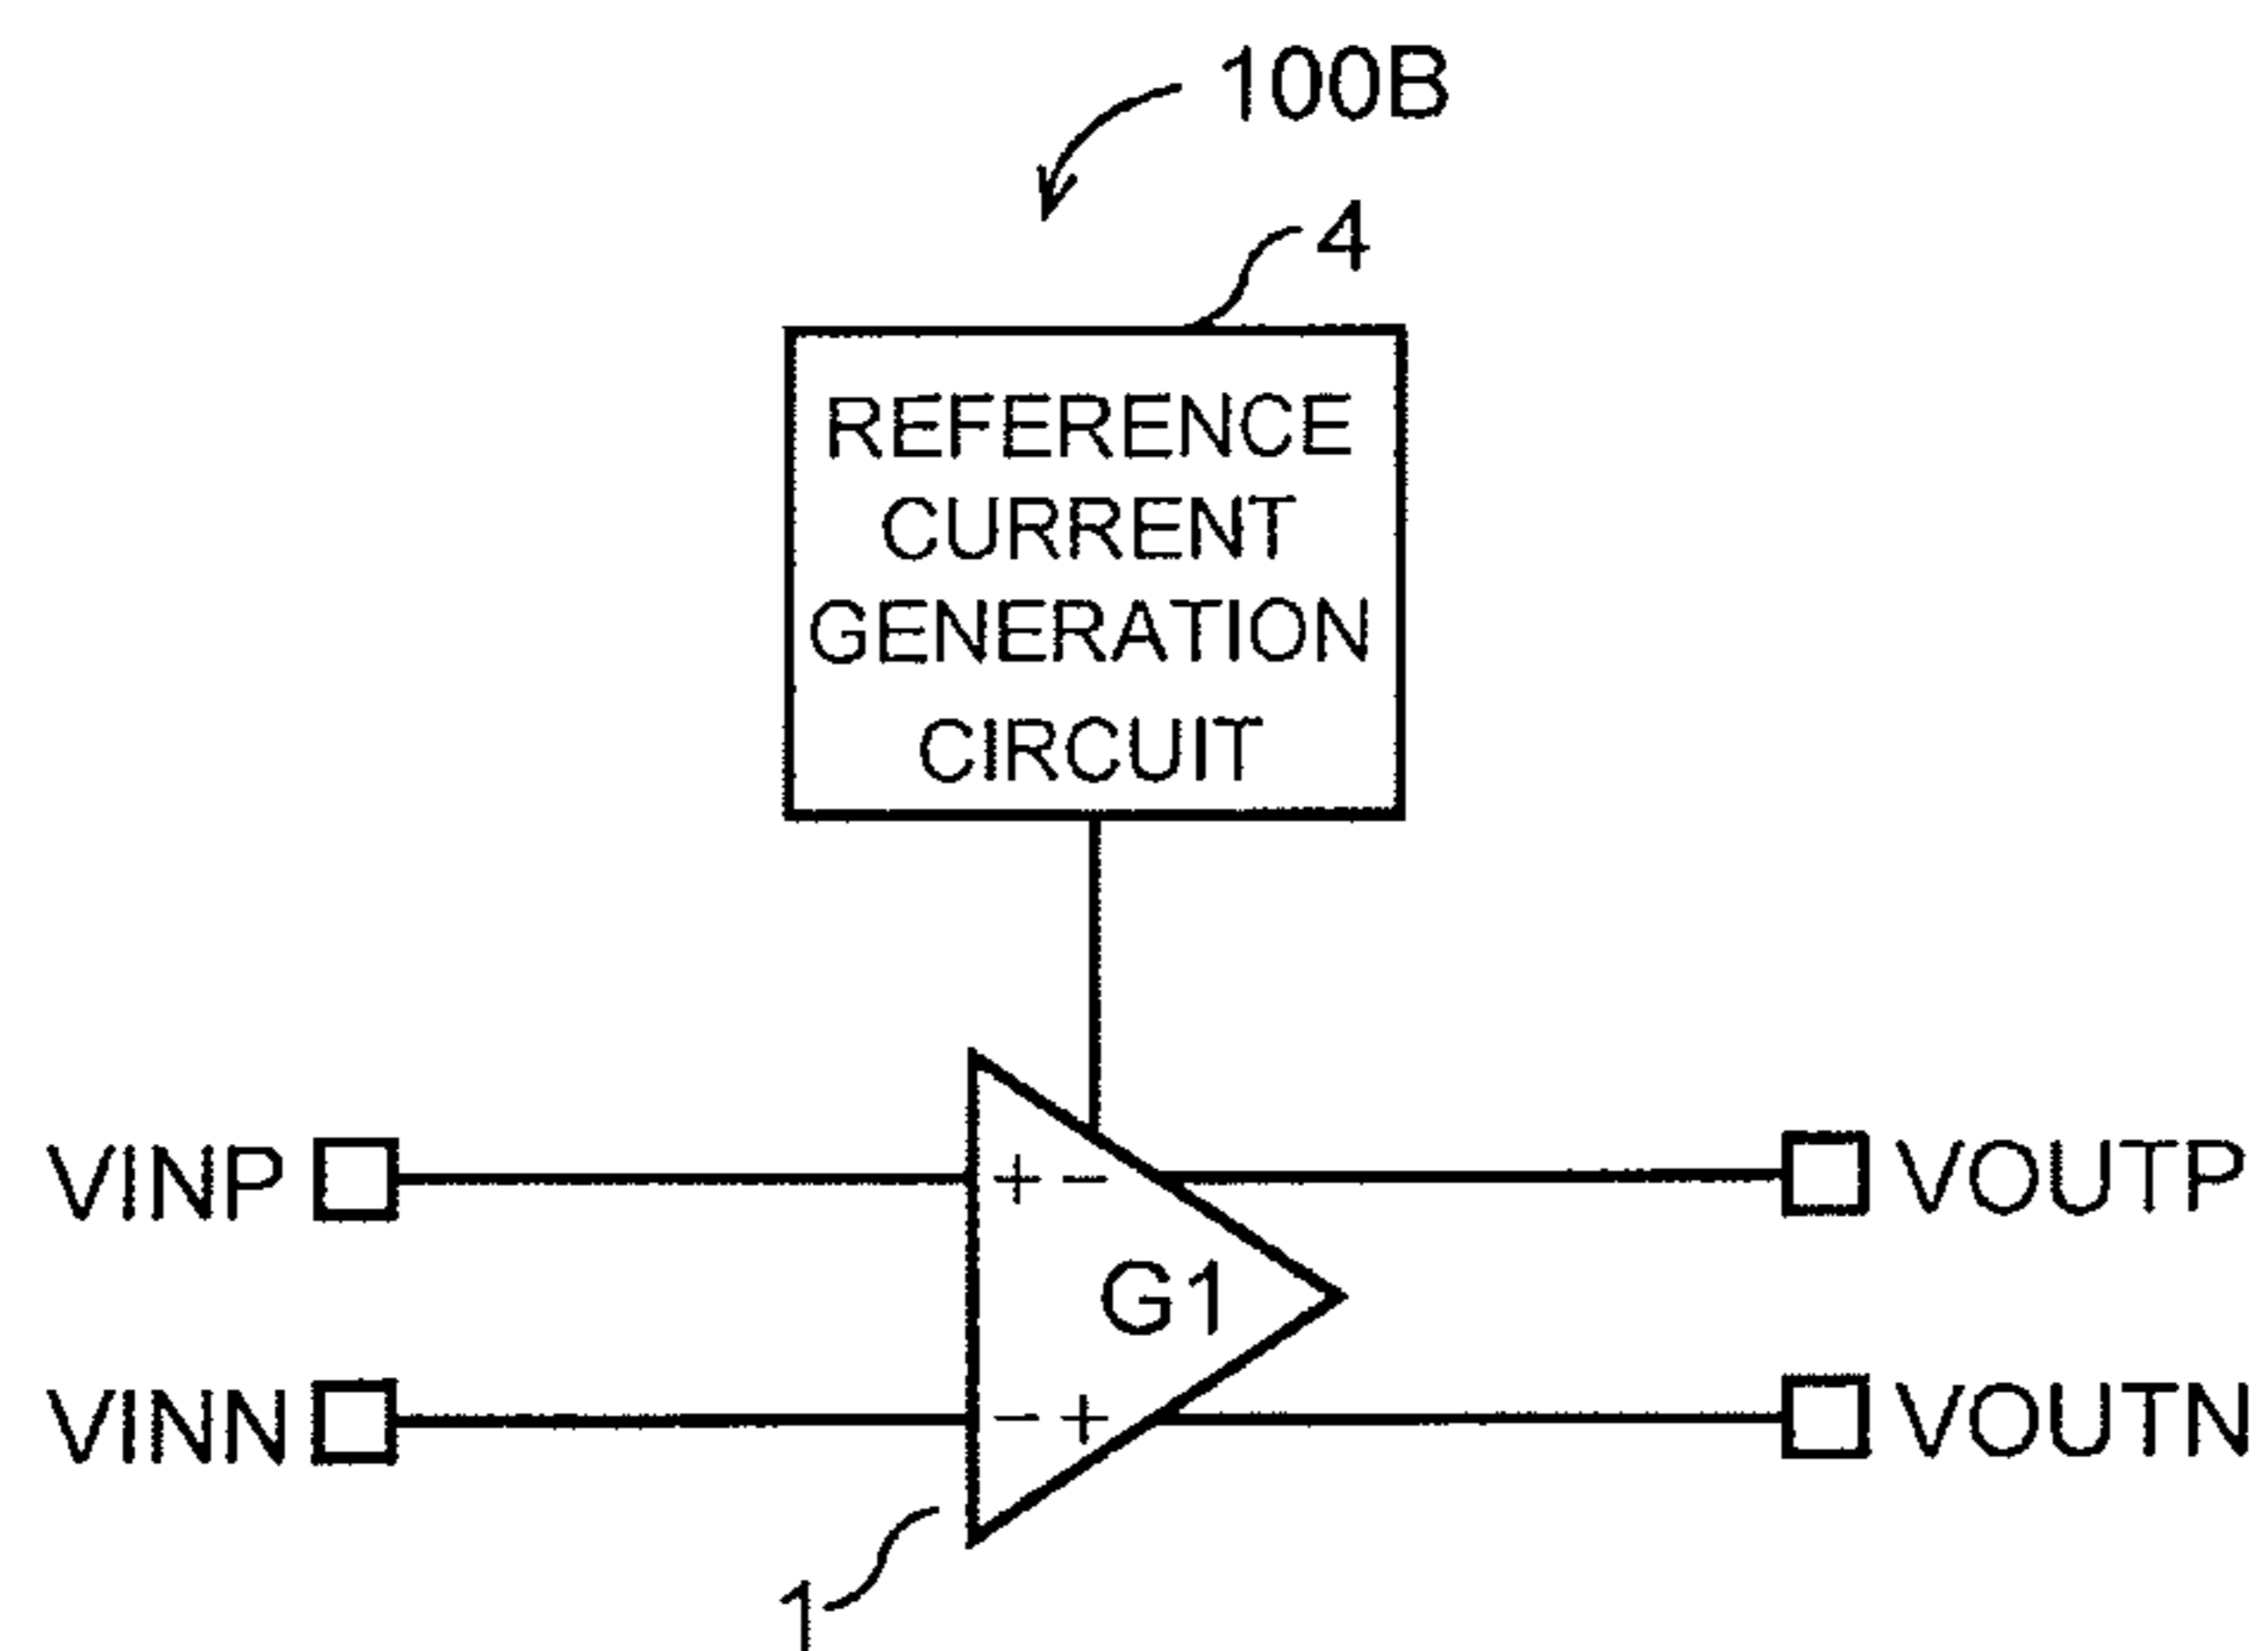 100B
4
REFERENCE
CURRENT
GENERATION
CIRCUIT
VINP
+ -
VOUTP
G1
VINN
- +
VOUTN
1